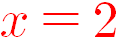 x = 2